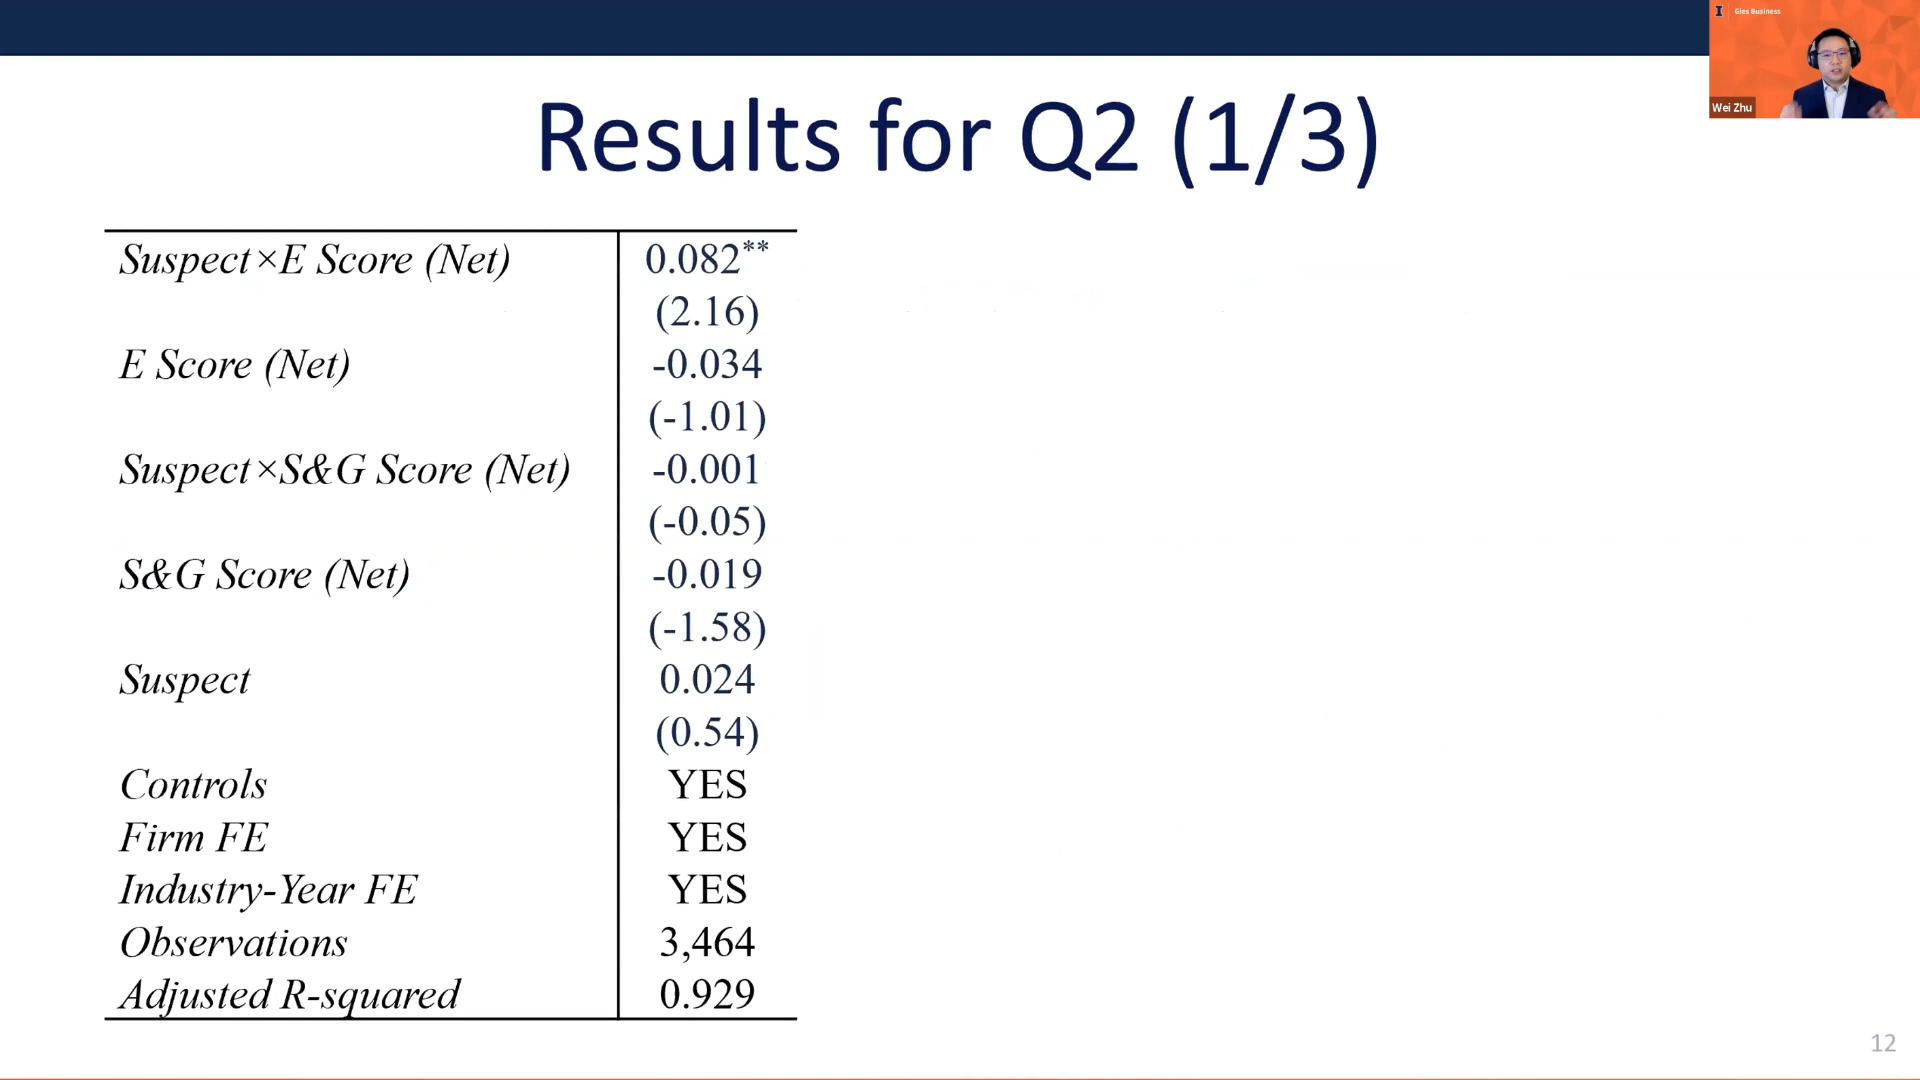 Gies Business
Wei Zhu
Results for Q2 (1/3)
Suspect×E Score (Net) 0.082**
(2.16)
E Score (Net) -0.034
(-1.01)
Suspect×S&G Score (Net) -0.001
(-0.05)
S&G Score (Net) -0.019
(-1.58)
Suspect 0.024
(0.54)
Controls YES
Firm FE YES
Industry-Year FE YES
Observations 3,464
Adjusted R-squared 0.929
12